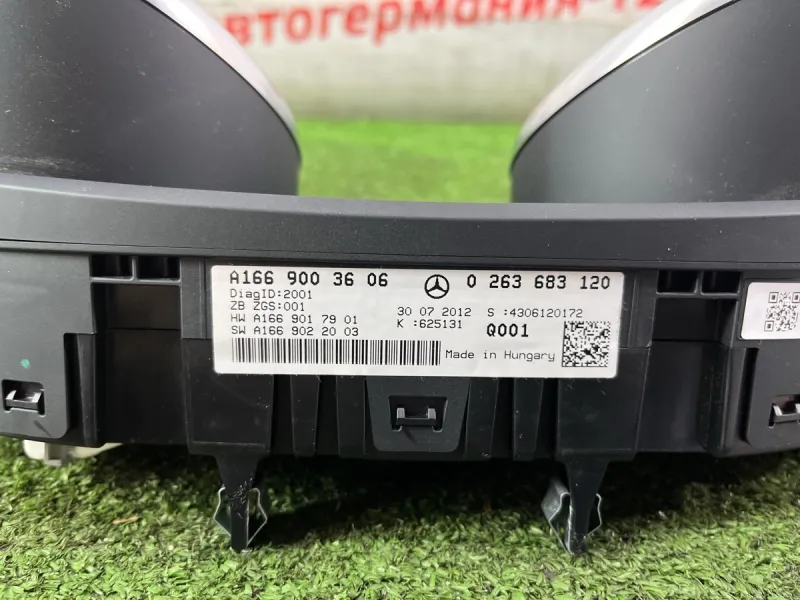 автогермания-12
A166 900 36 06 0 263 683 120
DiagID:2001
ZB ZGS:001 30 07 2012 S :4306120172
HW A166 901 79 01 K :625131 Q001
SW A166 902 20 03
Made in Hungary